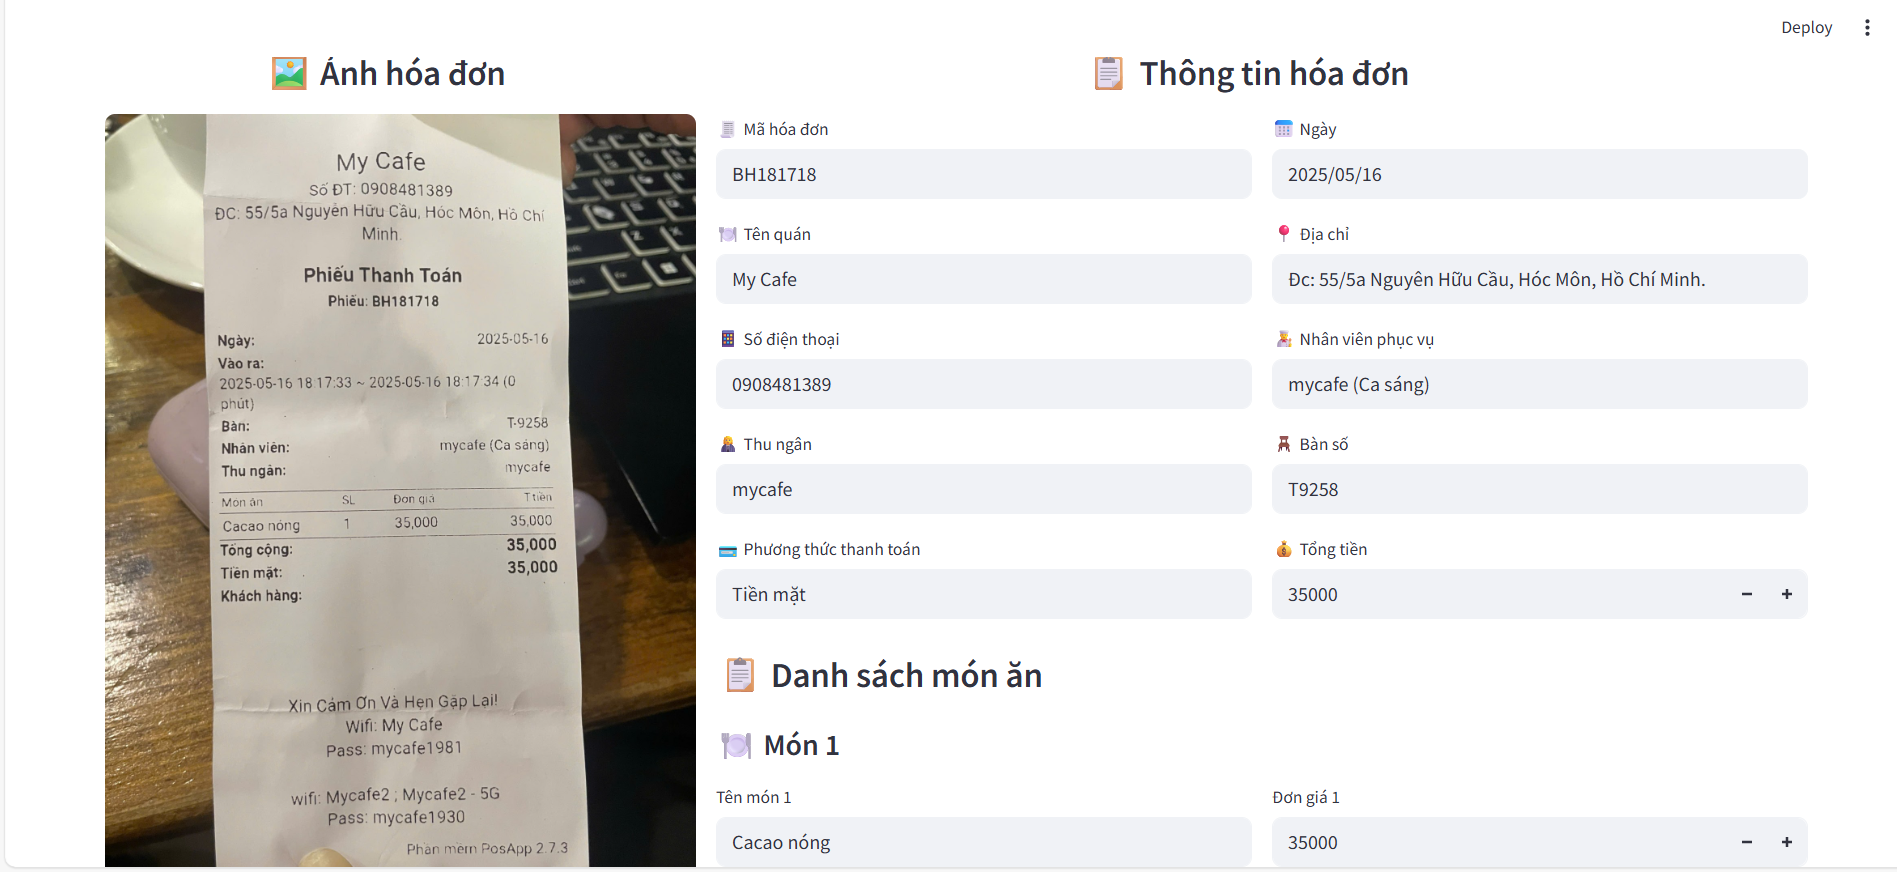 Deploy
Ảnh hóa đơn
My Cafe
Số ĐT: 0908481389
ĐC: 55/5a Nguyễn Hữu Cầu, Hóc Môn, Hồ Chí
Minh.
Phiếu Thanh Toán
Phiếu: BH181718
Ngày: 2025-05-16
Vào ra:
2025-05-16 18:17:33 ~ 2025-05-16 18:17:34 (0
phút)
Bàn: T-9258
Nhân viên: mycafe (Ca sáng)
Thu ngân: mycafe
Món ăn SL Đơn giá T.tiền
Cacao nóng 1 35,000 35,000
Tổng cộng: 35,000
Tiền mặt: 35,000
Khách hàng:
Xin Cảm Ơn Và Hẹn Gặp Lại!
Wifi: My Cafe
Pass: mycafe1981
wifi: Mycafe2 ; Mycafe2 - 5G
Pass: mycafe1930
Phần mềm PosApp 2.7.3
Thông tin hóa đơn
Mã hóa đơn
BH181718
Ngày
2025/05/16
Tên quán
My Cafe
Địa chỉ
Đc: 55/5a Nguyên Hữu Cầu, Hóc Môn, Hồ Chí Minh.
Số điện thoại
0908481389
Nhân viên phục vụ
mycafe (Ca sáng)
Thu ngân
mycafe
Bàn số
T9258
Phương thức thanh toán
Tiền mặt
Tổng tiền
35000
Danh sách món ăn
Món 1
Tên món 1
Cacao nóng
Đơn giá 1
35000